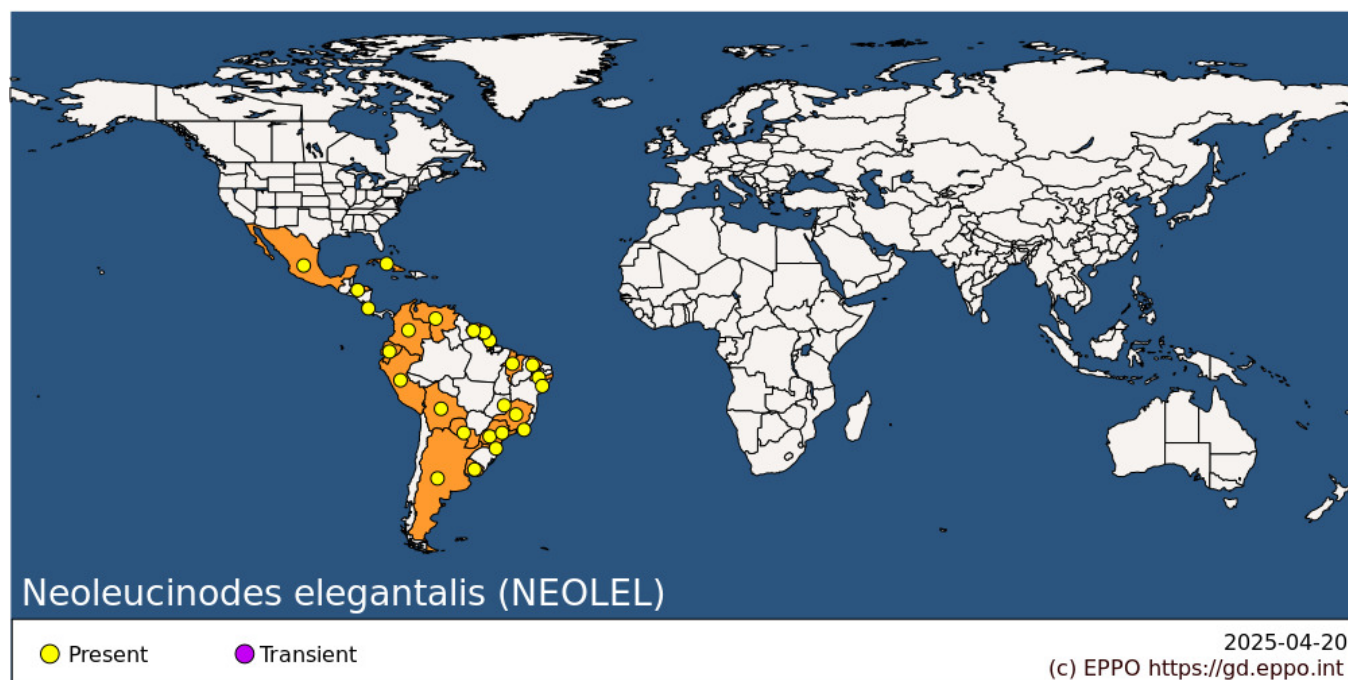 Neoleucinodes elegantalis (NEOLEL)
Present
Transient
2025-04-20
(c) EPPO https://gd.eppo.int